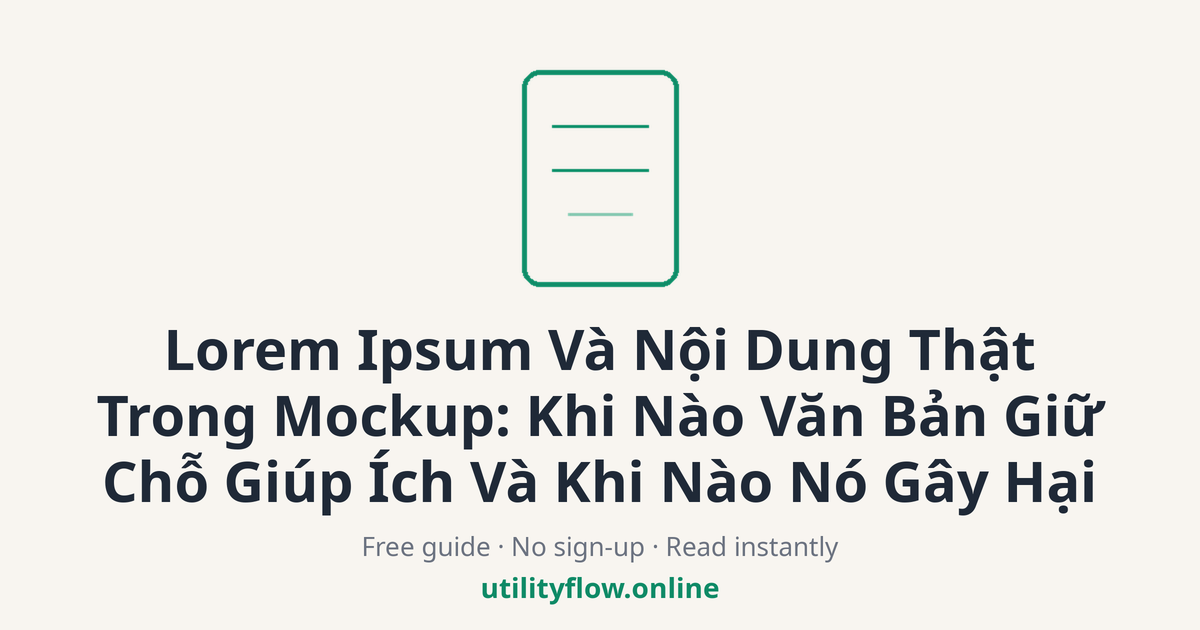 Lorem Ipsum Và Nội Dung Thật
Trong Mockup: Khi Nào Văn Bản Giữ
Chỗ Giúp Ích Và Khi Nào Nó Gây Hại
Free guide · No sign-up · Read instantly
utilityflow.online